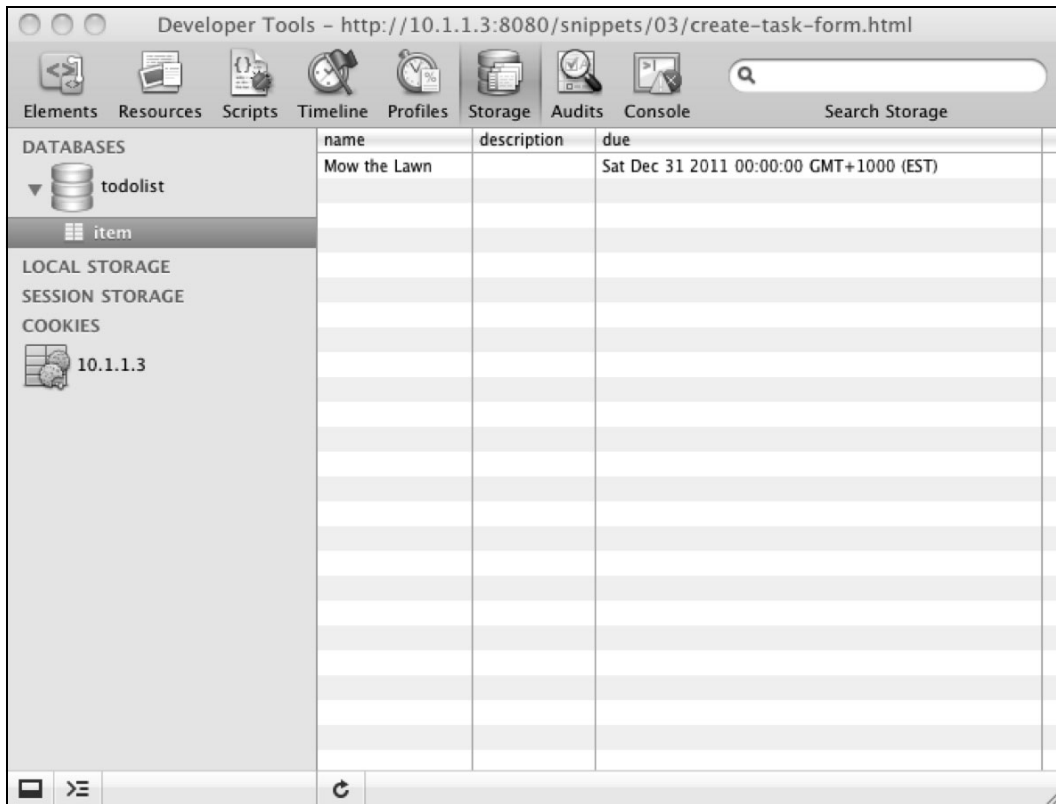 Developer Tools – http://10.1.1.3:8080/snippets/03/create-task-form.html
Elements Resources Scripts Timeline Profiles Storage Audits Console Search Storage
DATABASES
todolist
item
LOCAL STORAGE
SESSION STORAGE
COOKIES
10.1.1.3
name description due
Mow the Lawn Sat Dec 31 2011 00:00:00 GMT+1000 (EST)